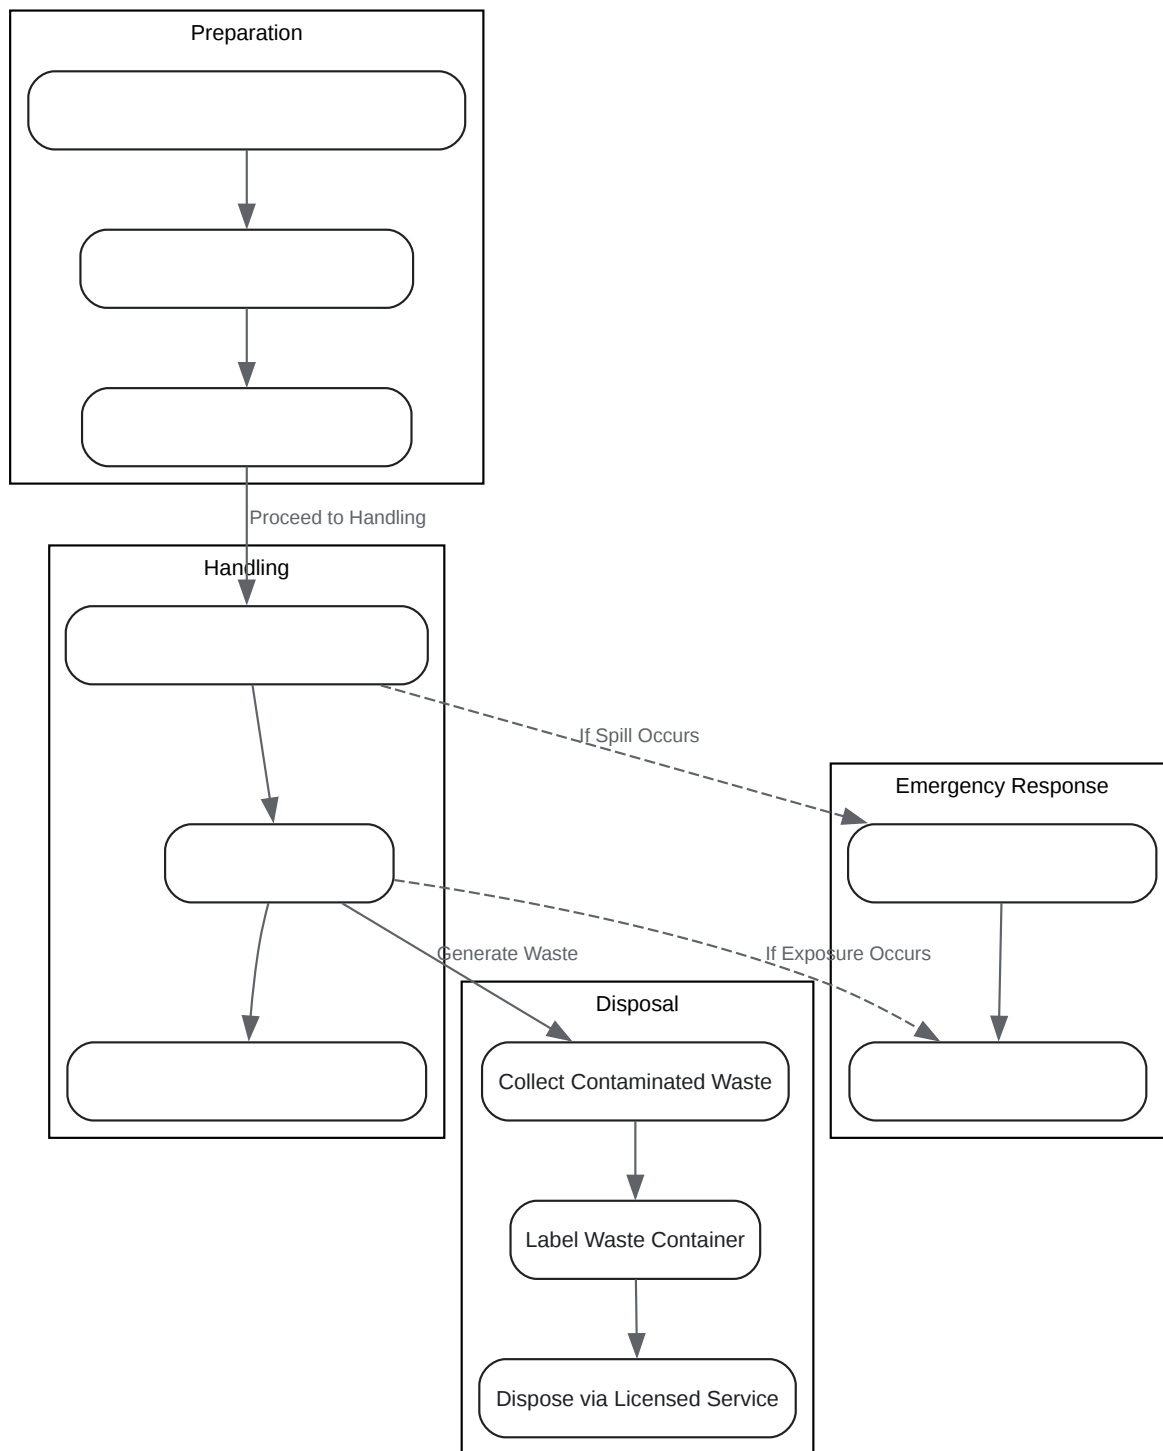 Preparation
Proceed to Handling
Handling
If Spill Occurs
Emergency Response
Generate Waste
If Exposure Occurs
Disposal
Collect Contaminated Waste
Label Waste Container
Dispose via Licensed Service